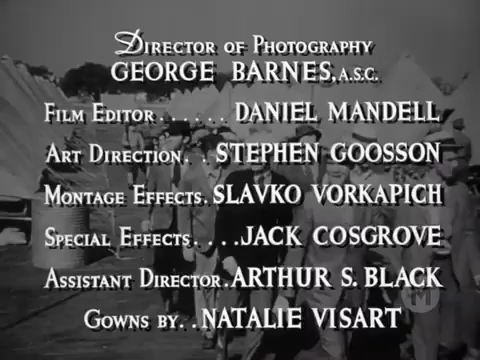 Director of Photography
GEORGE BARNES, A.S.C.
Film Editor ...... DANIEL MANDELL
Art Direction. . STEPHEN GOOSSON
Montage Effects. SLAVKO VORKAPICH
Special Effects. . . .JACK COSGROVE
Assistant Director. ARTHUR S. BLACK
Gowns by. . NATALIE VISART
M